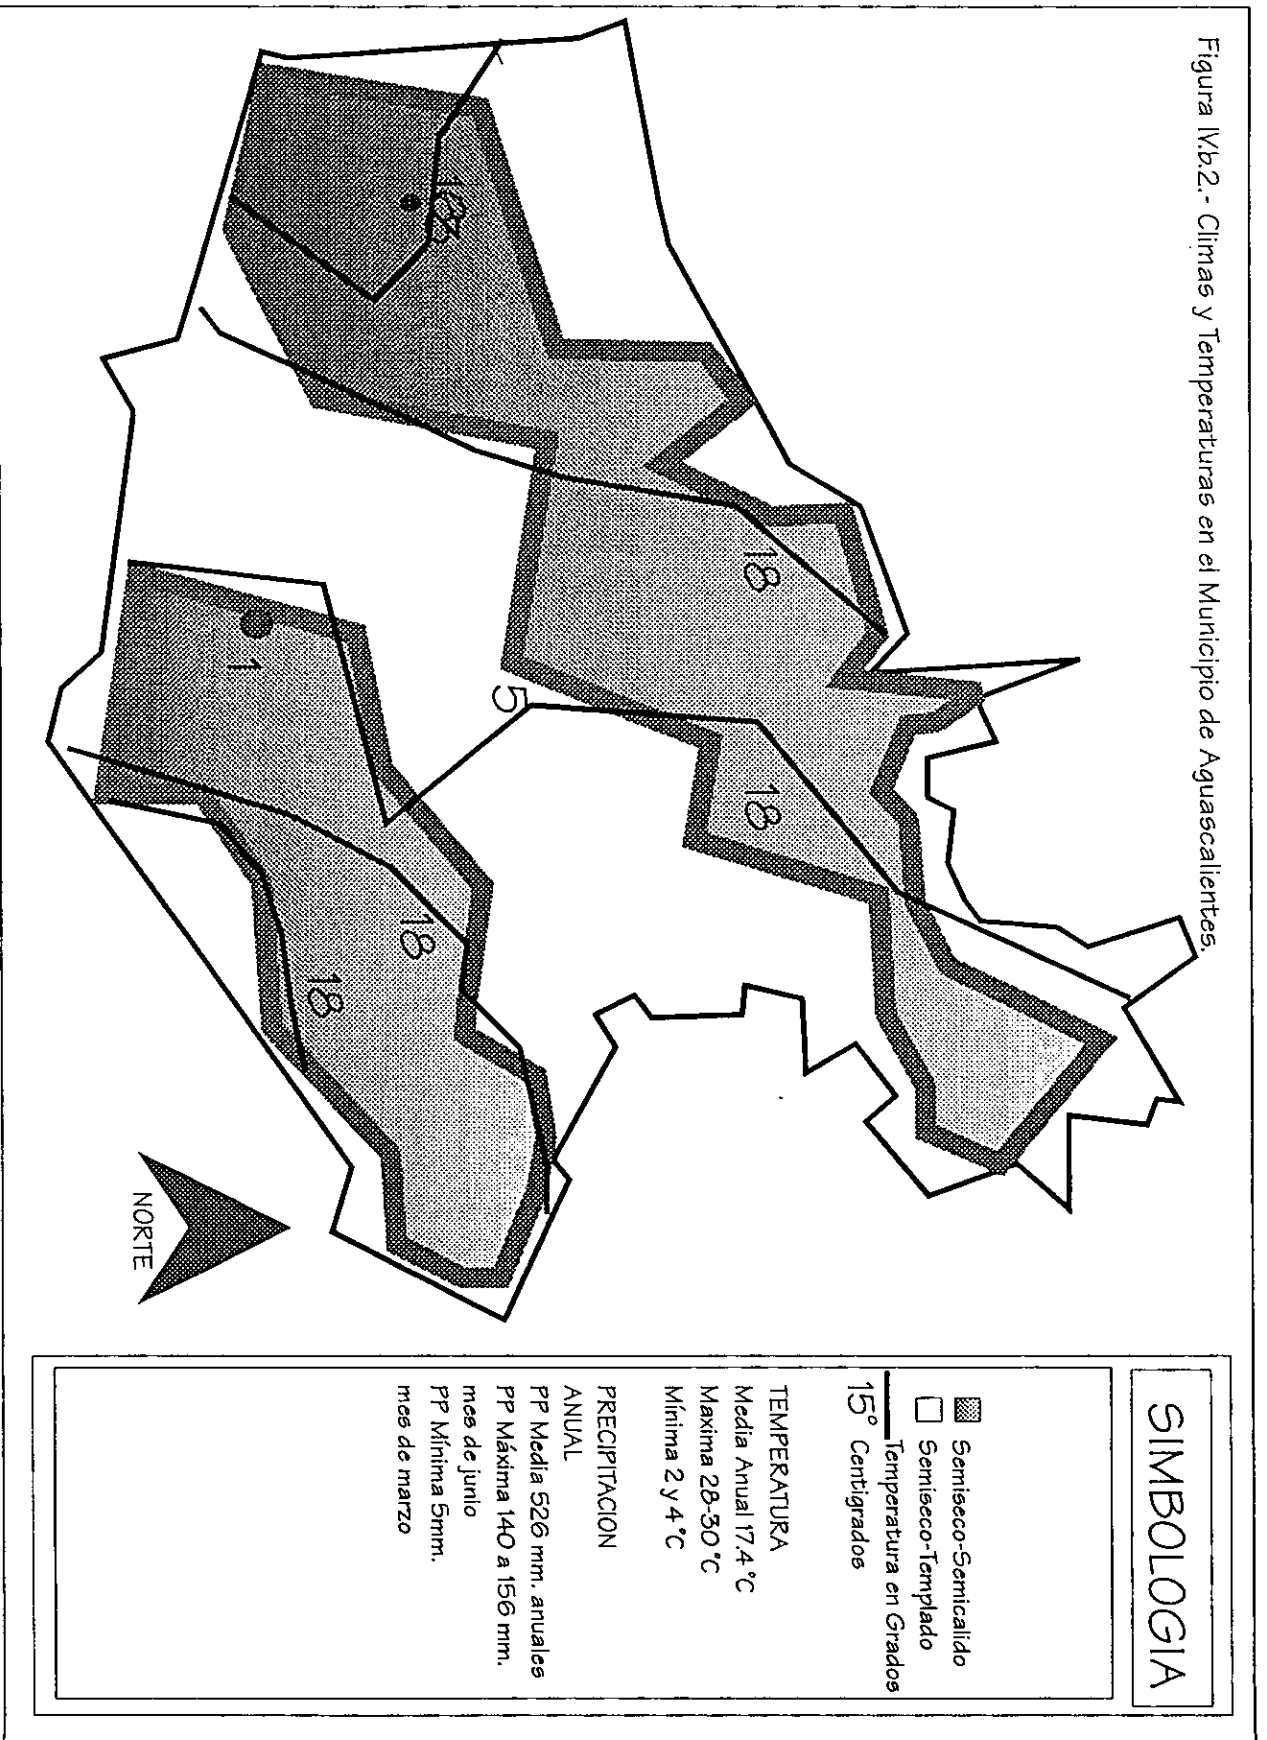 Figura IV.b.2.- Climas y Temperaturas en el Municipio de Aguascalientes.
18
18
18
5
1
18
18
NORTE
SIMBOLOGIA
Semiseco-Semicalido
Semiseco-Templado
Temperatura en Grados
15° Centigrados
TEMPERATURA
Media Anual 17.4 °C
Maxima 28-30 °C
Mínima 2 y 4 °C
PRECIPITACION
ANUAL
PP Media 526 mm. anuales
PP Máxima 140 a 156 mm.
mes de junio
PP Mínima 5mm.
mes de marzo